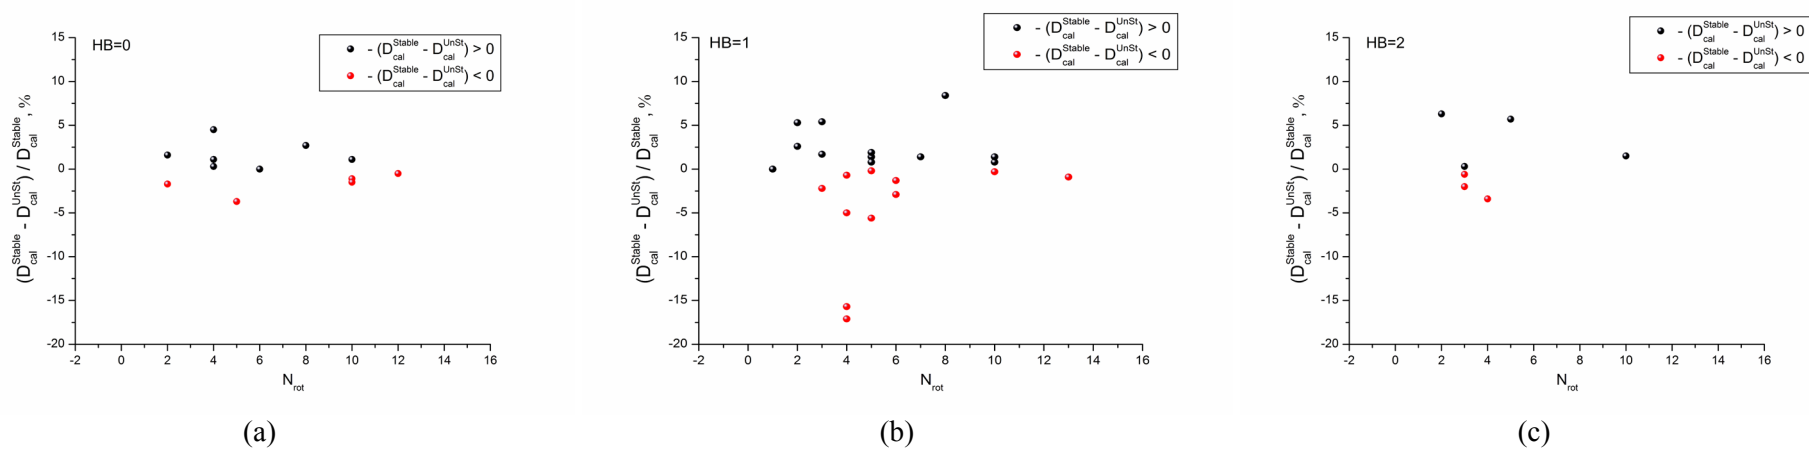 HB=0
- (D_cal^Stable - D_cal^UnSt) > 0
- (D_cal^Stable - D_cal^UnSt) < 0
(D_cal^Stable - D_cal^UnSt) / D_cal^Stable, %
15
10
5
0
-5
-10
-15
-20
-2 0 2 4 6 8 10 12 14 16
N_rot
(a)
HB=1
- (D_cal^Stable - D_cal^UnSt) > 0
- (D_cal^Stable - D_cal^UnSt) < 0
(D_cal^Stable - D_cal^UnSt) / D_cal^Stable, %
15
10
5
0
-5
-10
-15
-20
-2 0 2 4 6 8 10 12 14 16
N_rot
(b)
HB=2
- (D_cal^Stable - D_cal^UnSt) > 0
- (D_cal^Stable - D_cal^UnSt) < 0
(D_cal^Stable - D_cal^UnSt) / D_cal^Stable, %
15
10
5
0
-5
-10
-15
-20
-2 0 2 4 6 8 10 12 14 16
N_rot
(c)